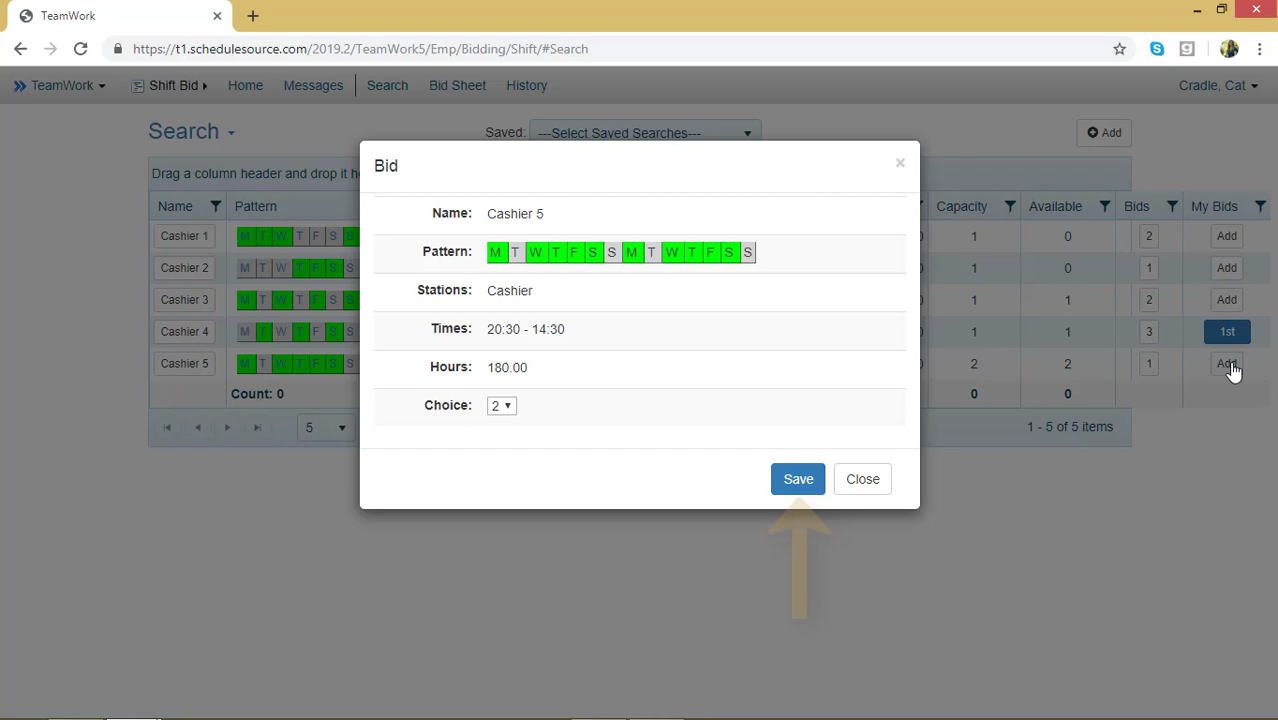 TeamWork
https://t1.schedulesource.com/2019.2/TeamWork5/Emp/Bidding/Shift/#Search
TeamWork Shift Bid Home Messages Search Bid Sheet History Cradle, Cat
Search Saved: ---Select Saved Searches--- Add
Drag a column header and drop it h
Name Pattern Capacity Available Bids My Bids
Cashier 1 M T W T F S S 1 0 2 Add
Cashier 2 M T W T F S S 1 0 1 Add
Cashier 3 M T W T F S S 1 1 2 Add
Cashier 4 M T W T F S S 1 1 3 1st
Cashier 5 M T W T F S S 2 2 1 Add
Count: 0 0 0
5 1 - 5 of 5 items
Bid ×
Name: Cashier 5
Pattern: M T W T F S S M T W T F S S
Stations: Cashier
Times: 20:30 - 14:30
Hours: 180.00
Choice: 2
Save Close